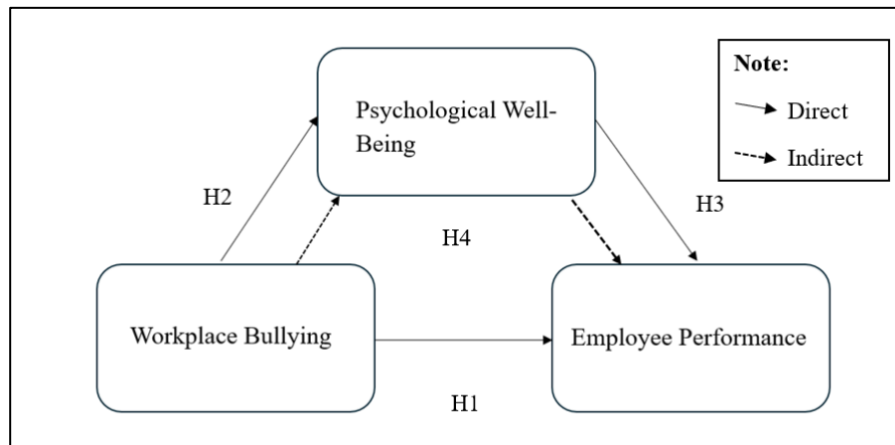 Note:
Direct
Indirect
Psychological Well-
Being
H2
H3
H4
Workplace Bullying
Employee Performance
H1